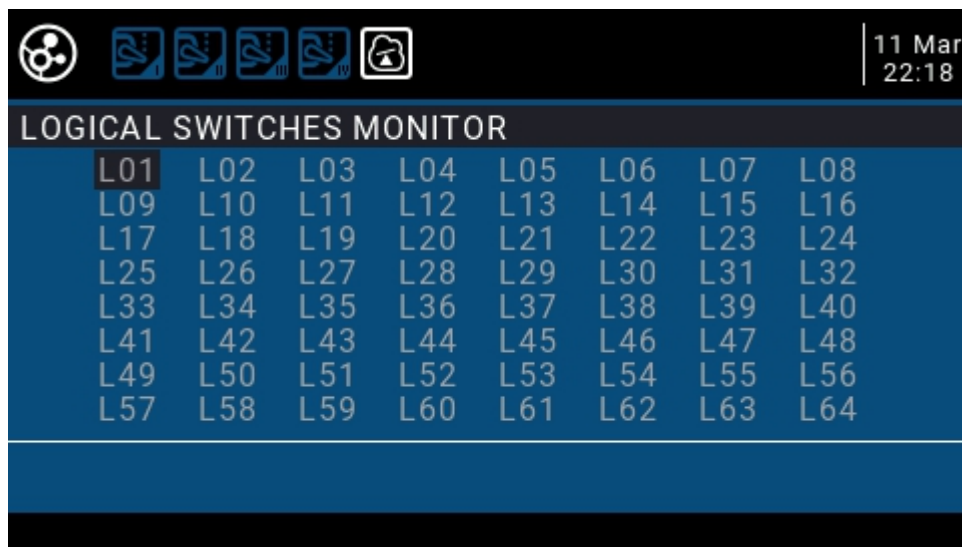 11 Mar
22:18
LOGICAL SWITCHES MONITOR
L01 L02 L03 L04 L05 L06 L07 L08
L09 L10 L11 L12 L13 L14 L15 L16
L17 L18 L19 L20 L21 L22 L23 L24
L25 L26 L27 L28 L29 L30 L31 L32
L33 L34 L35 L36 L37 L38 L39 L40
L41 L42 L43 L44 L45 L46 L47 L48
L49 L50 L51 L52 L53 L54 L55 L56
L57 L58 L59 L60 L61 L62 L63 L64